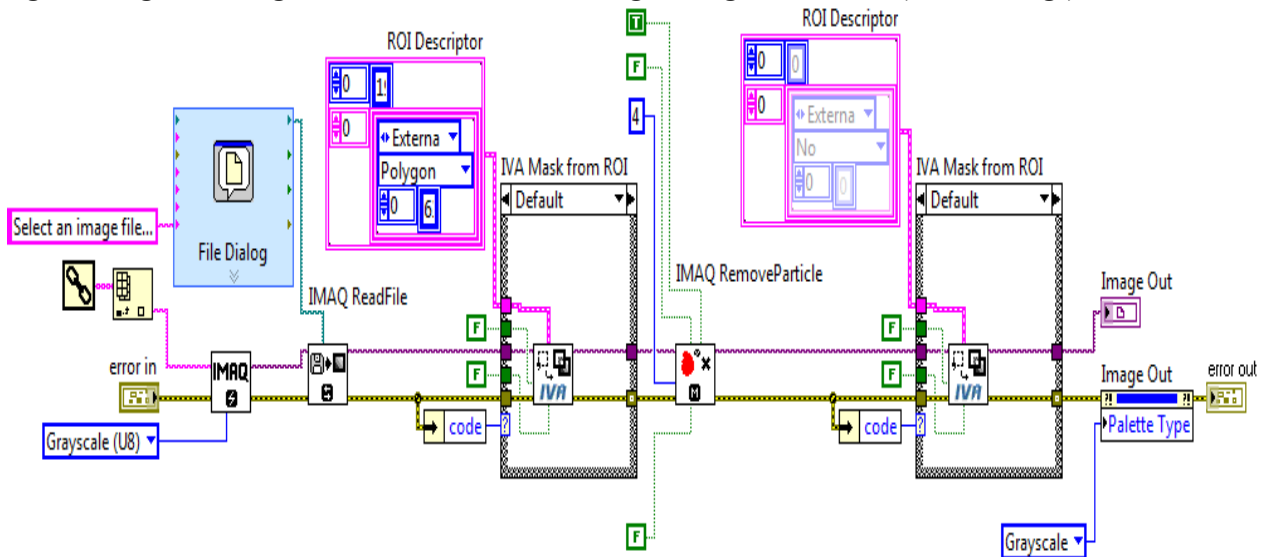 ROI Descriptor
ROI Descriptor
T
F
0
0
Externa
Polygon
0
6.
4
0
0
0
Externa
No
0
0
IVA Mask from ROI
Default
IVA Mask from ROI
Default
Select an image file...
File Dialog
IMAQ ReadFile
IMAQ RemoveParticle
Image Out
F
F
error in
IMAQ
F
IVA
F
IVA
Image Out
error out
Grayscale (U8)
code
?
code
?
Palette Type
F
Grayscale